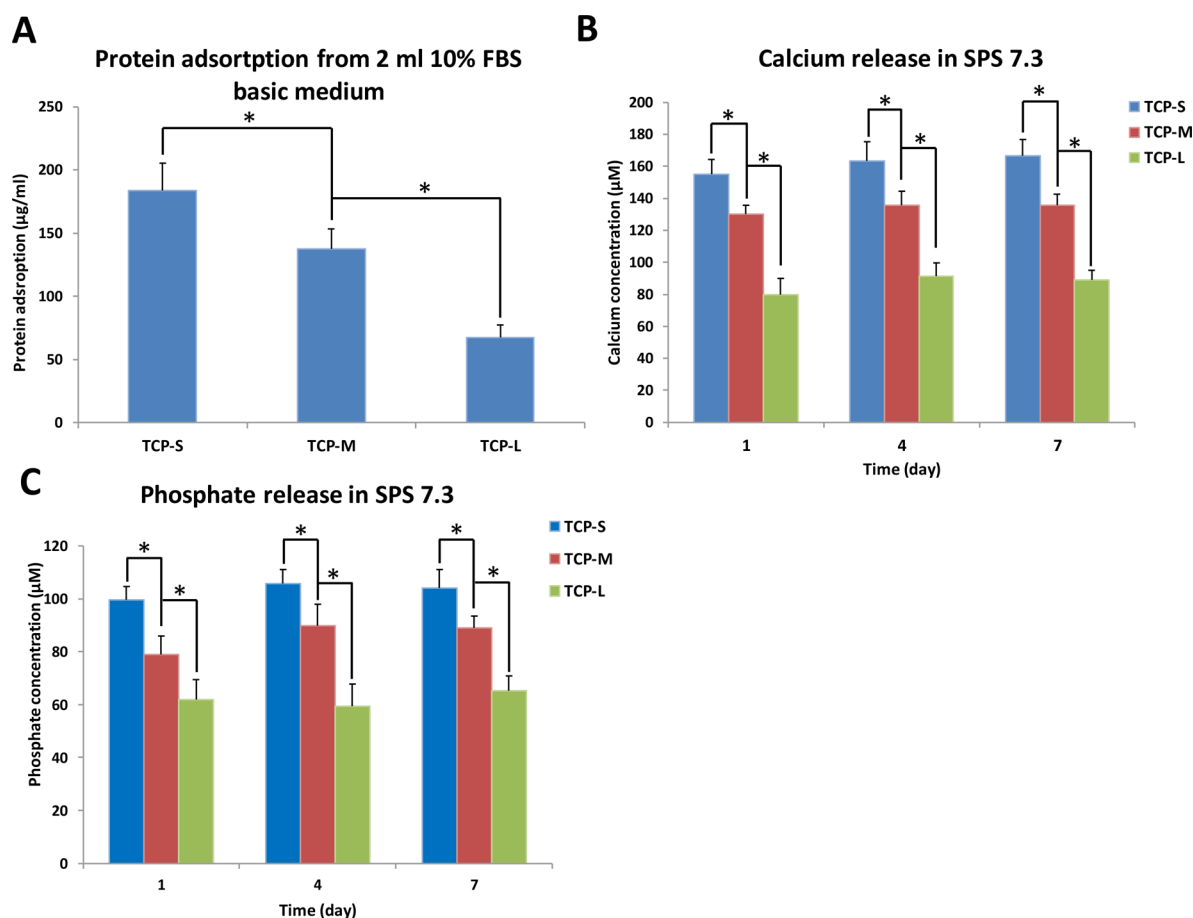 A
Protein adsortption from 2 ml 10% FBS
basic medium
Protein adsroption (µg/ml)
250
200
150
100
50
0
*
*
TCP-S
TCP-M
TCP-L
B
Calcium release in SPS 7.3
Calcium concentration (µM)
200
180
160
140
120
100
80
60
40
20
0
*
*
*
*
*
*
1
4
7
Time (day)
TCP-S
TCP-M
TCP-L
C
Phosphate release in SPS 7.3
Phosphate concentration (µM)
120
100
80
60
40
20
0
*
*
*
*
*
*
1
4
7
Time (day)
TCP-S
TCP-M
TCP-L